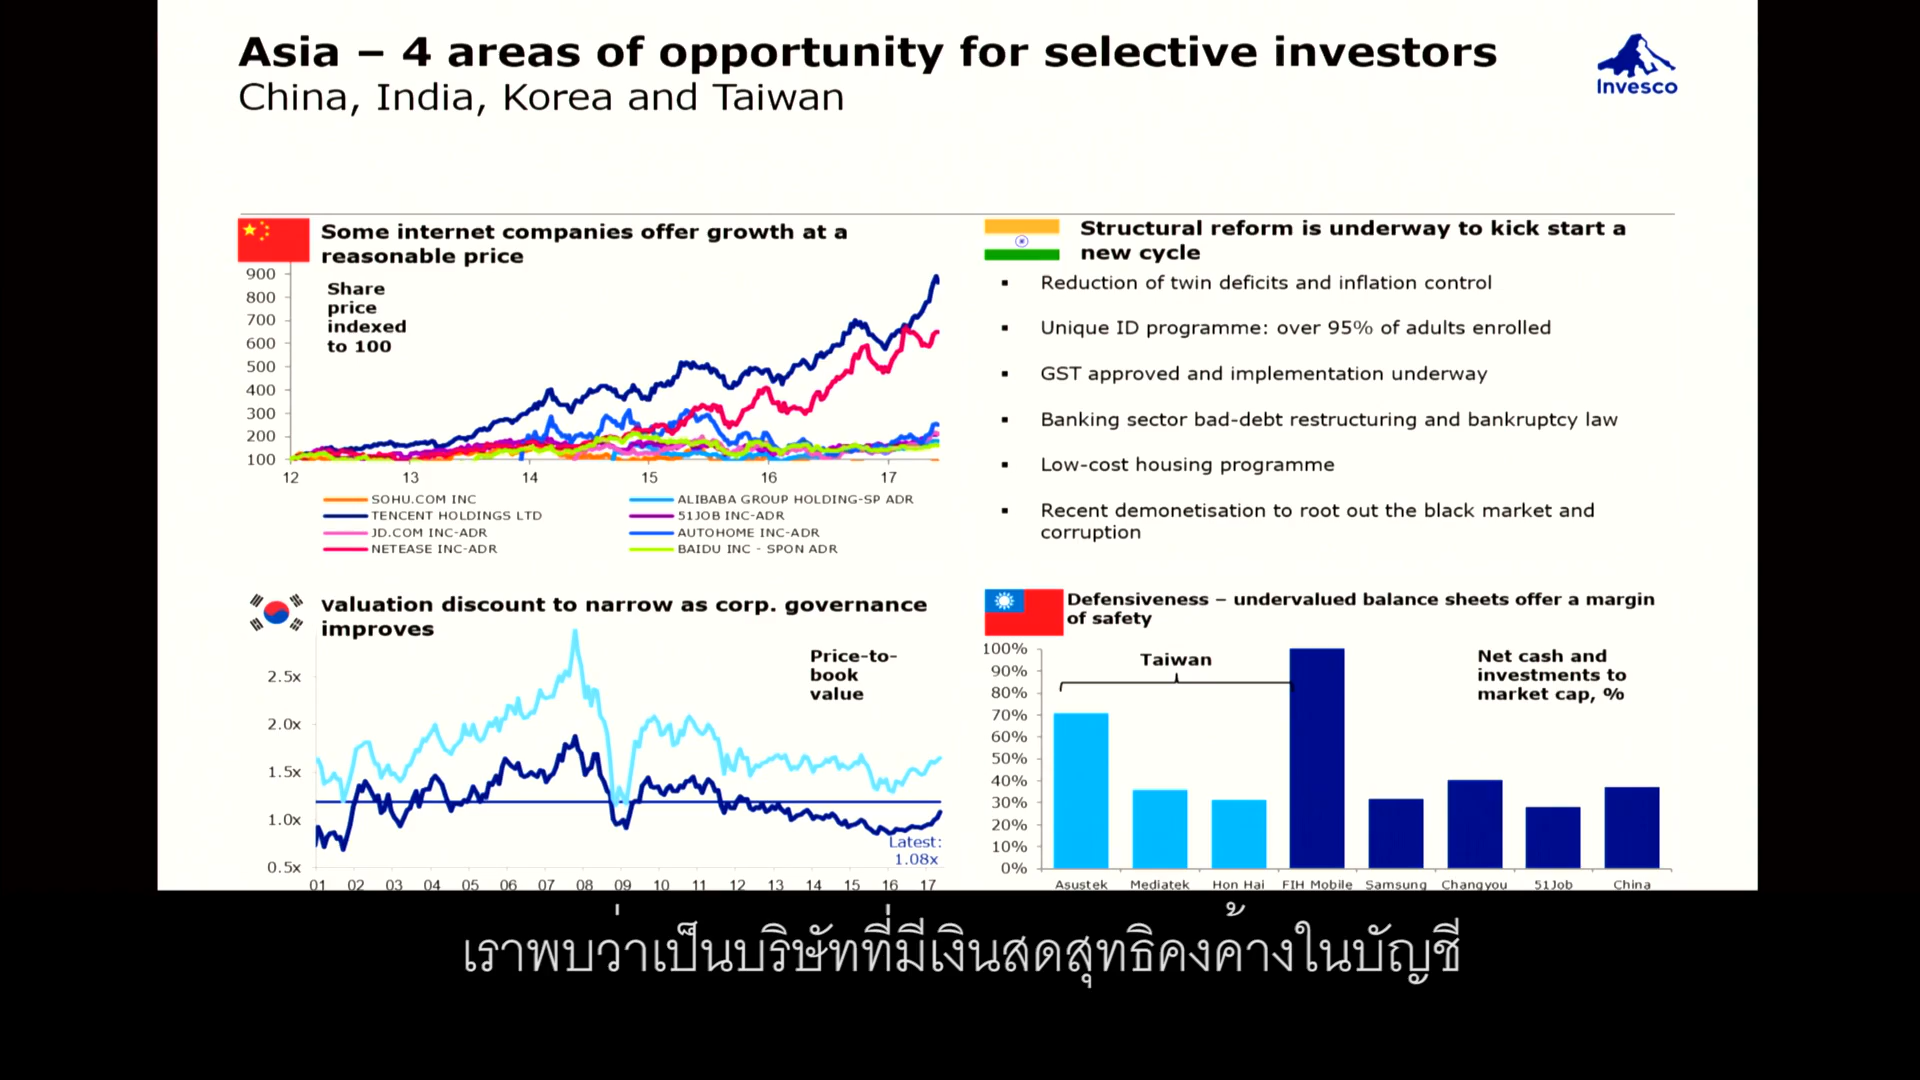 Asia – 4 areas of opportunity for selective investors
China, India, Korea and Taiwan
Invesco
Some internet companies offer growth at a
reasonable price
Share
price
indexed
to 100
900
800
700
600
500
400
300
200
100
12 13 14 15 16 17
SOHU.COM INC
ALIBABA GROUP HOLDING-SP ADR
TENCENT HOLDINGS LTD
51JOB INC-ADR
JD.COM INC-ADR
AUTOHOME INC-ADR
NETEASE INC-ADR
BAIDU INC - SPON ADR
Structural reform is underway to kick start a
new cycle
▪ Reduction of twin deficits and inflation control
▪ Unique ID programme: over 95% of adults enrolled
▪ GST approved and implementation underway
▪ Banking sector bad-debt restructuring and bankruptcy law
▪ Low-cost housing programme
▪ Recent demonetisation to root out the black market and
corruption
valuation discount to narrow as corp. governance
improves
Price-to-
book
value
2.5x
2.0x
1.5x
1.0x
0.5x
Latest:
1.08x
01 02 03 04 05 06 07 08 09 10 11 12 13 14 15 16 17
Defensiveness – undervalued balance sheets offer a margin
of safety
Taiwan
Net cash and
investments to
market cap, %
100%
90%
80%
70%
60%
50%
40%
30%
20%
10%
0%
Asustek Mediatek Hon Hai FIH Mobile Samsung Changyou 51Job China
เราพบว่าเป็นบริษัทที่มีเงินสดสุทธิคงค้างในบัญชี